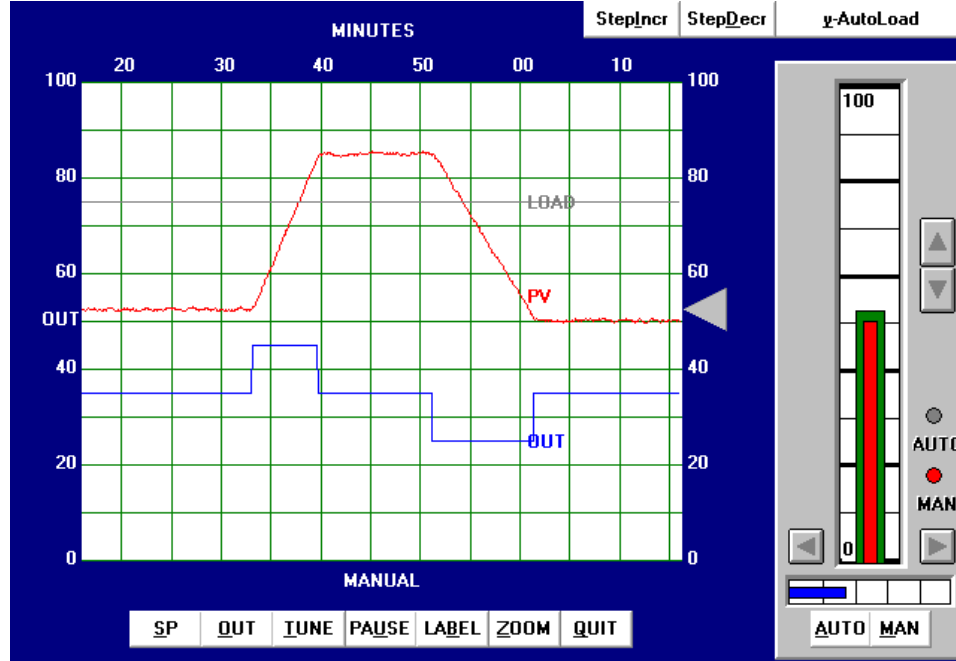 StepIncr StepDecr y-AutoLoad
MINUTES
20 30 40 50 00 10
100 100
100
80 80
LOAD
60 60
PV
OUT
40 40
AUTO
OUT
20 20
MAN
0 0
0
MANUAL
SP OUT TUNE PAUSE LABEL ZOOM QUIT
AUTO MAN